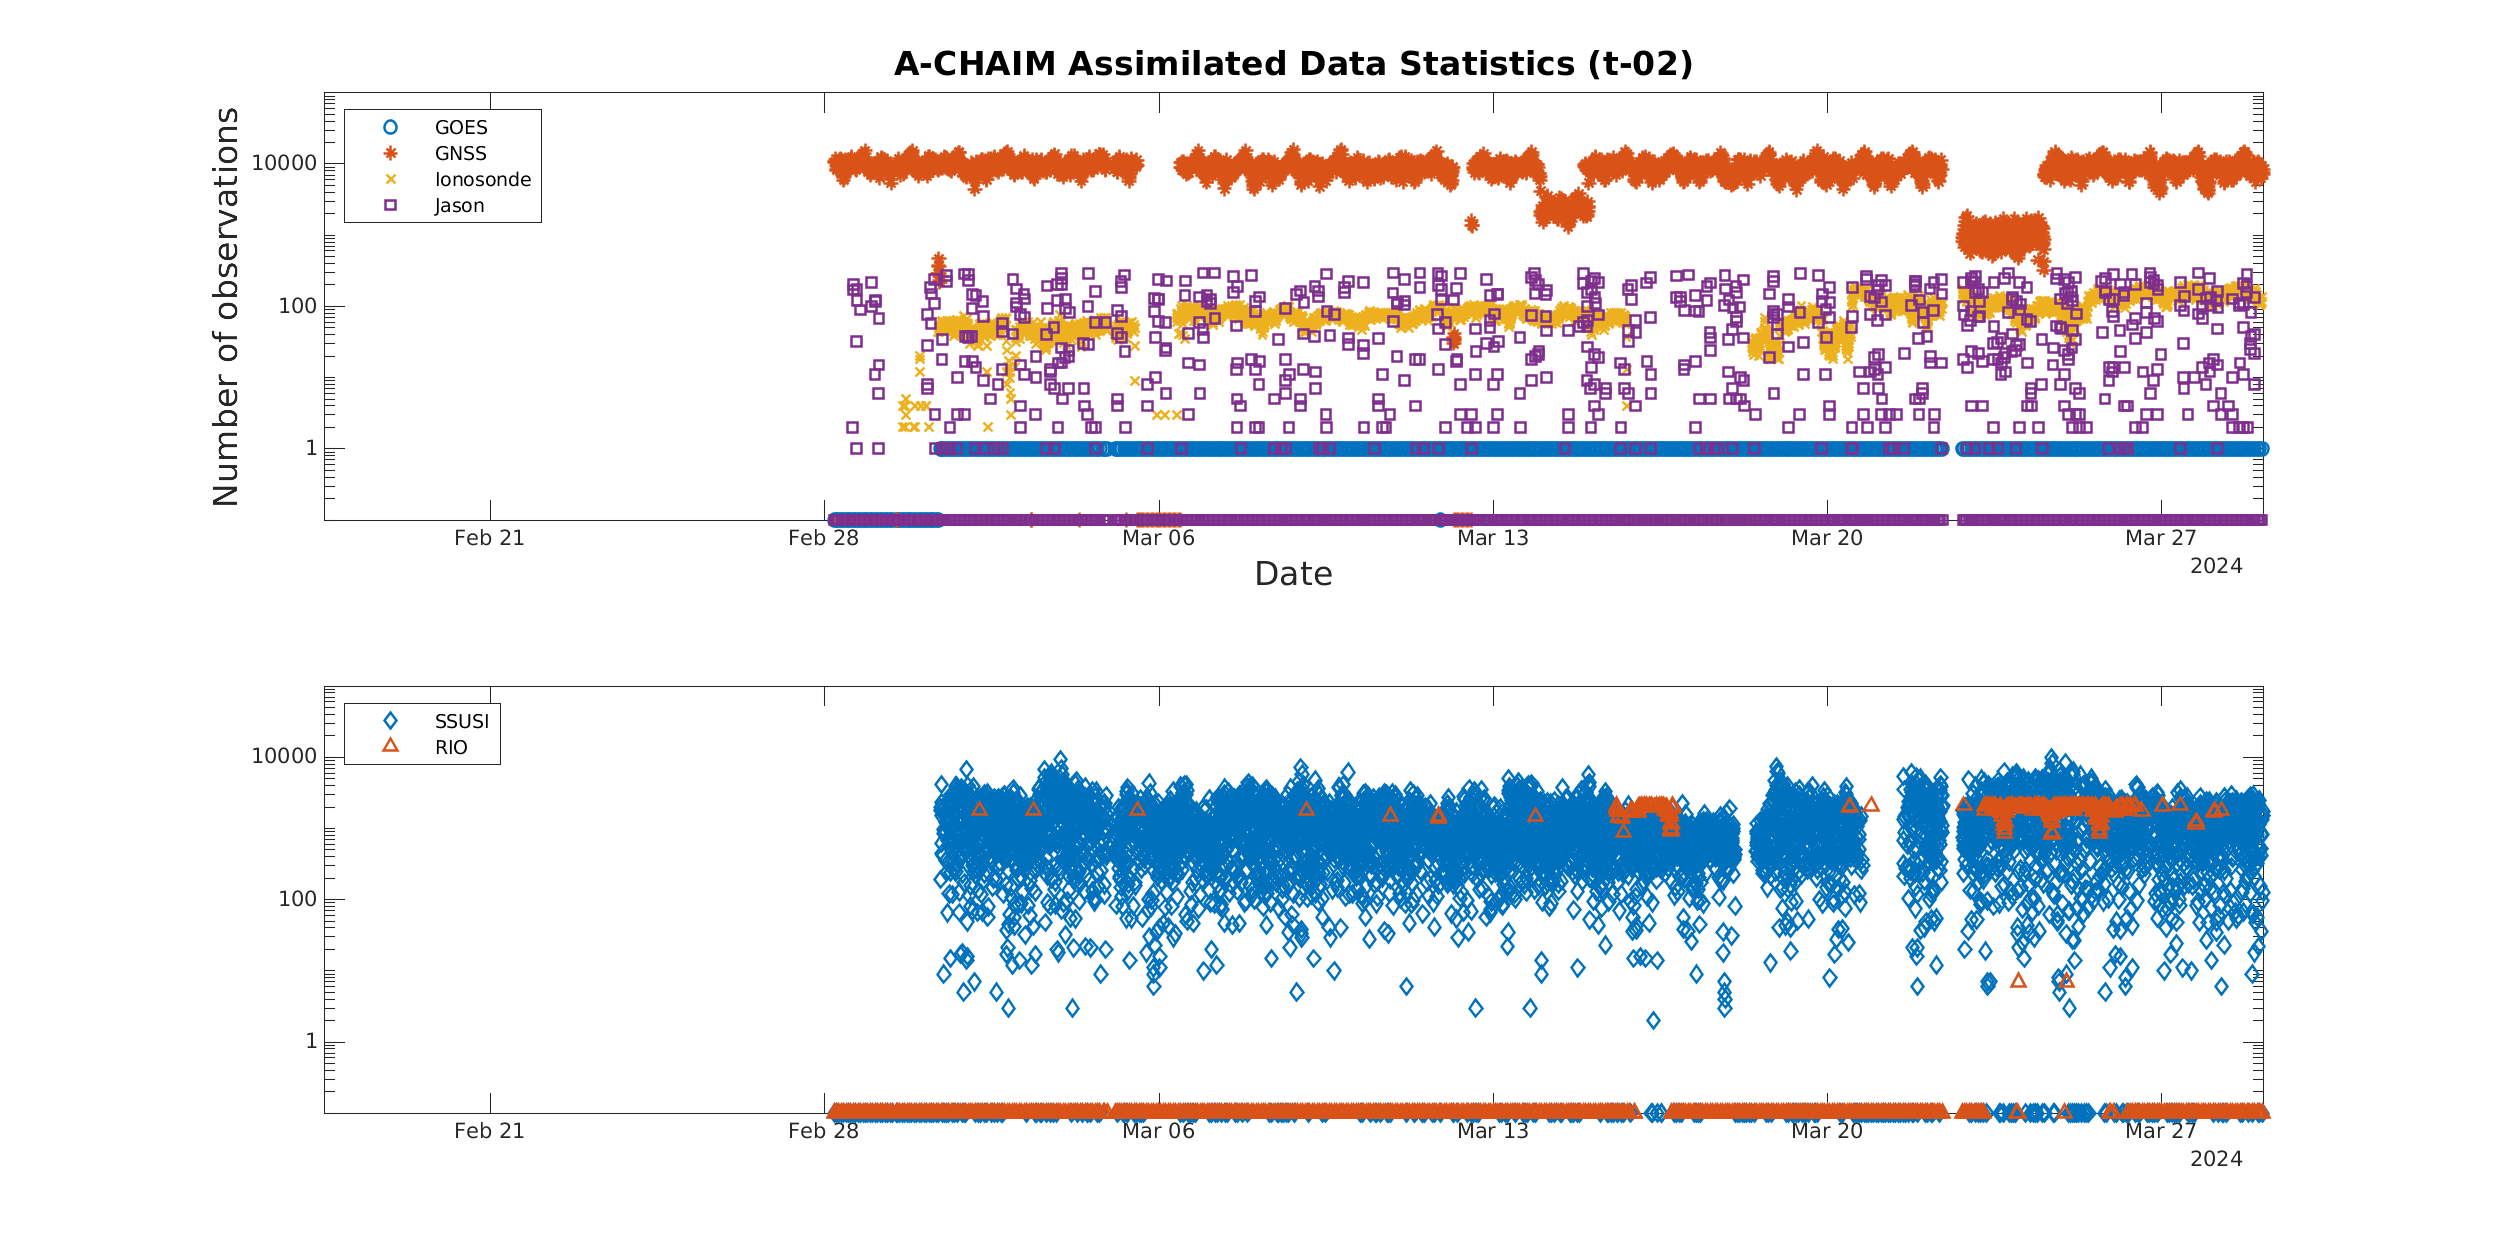 A-CHAIM Assimilated Data Statistics (t-02)
Number of observations
10000
100
1
GOES
GNSS
Ionosonde
Jason
Feb 21
Feb 28
Mar 06
Mar 13
Mar 20
Mar 27
2024
Date
10000
100
1
SSUSI
RIO
Feb 21
Feb 28
Mar 06
Mar 13
Mar 20
Mar 27
2024